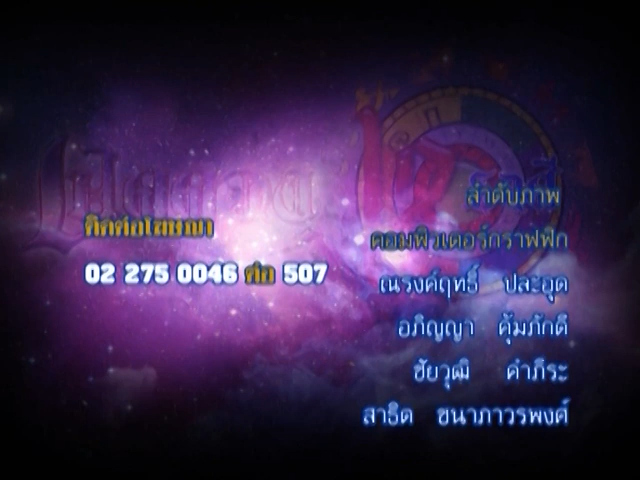 ติดต่อโฆษณา
02 275 0046 ต่อ 507
ลำดับภาพ
คอมพิวเตอร์กราฟฟิก
ณรงค์ฤทธิ์ ปละอุด
อภิญญา คุ้มภักดี
ชัยวุฒิ คำภิระ
สาธิต ชนาภาวรพงศ์